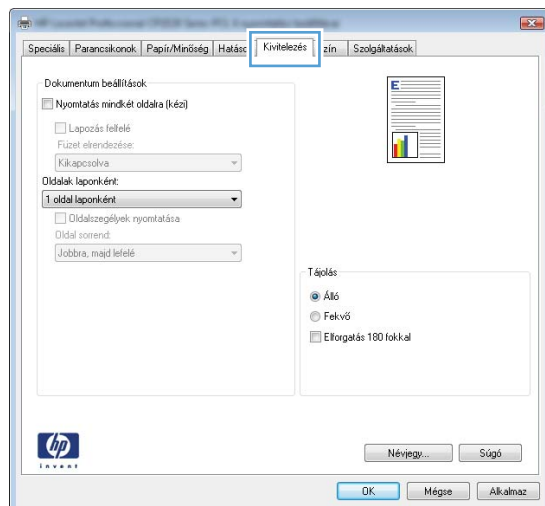 Speciális Parancsikonok Papír/Minőség Kivitelezés Szolgáltatások
Dokumentum beállítások
Nyomtatás mindkét oldalra (kézi)
Lapozás felfelé
Füzet elrendezése:
Kikapcsolva
Oldalak laponként:
1 oldal laponként
Oldalszegélyek nyomtatása
Oldal sorrend:
Jobbra, majd lefelé
E
Tájolás
Álló
Fekvő
Elforgatás 180 fokkal
hp
invent
Névjegy... Súgó
OK Mégse Alkalmaz